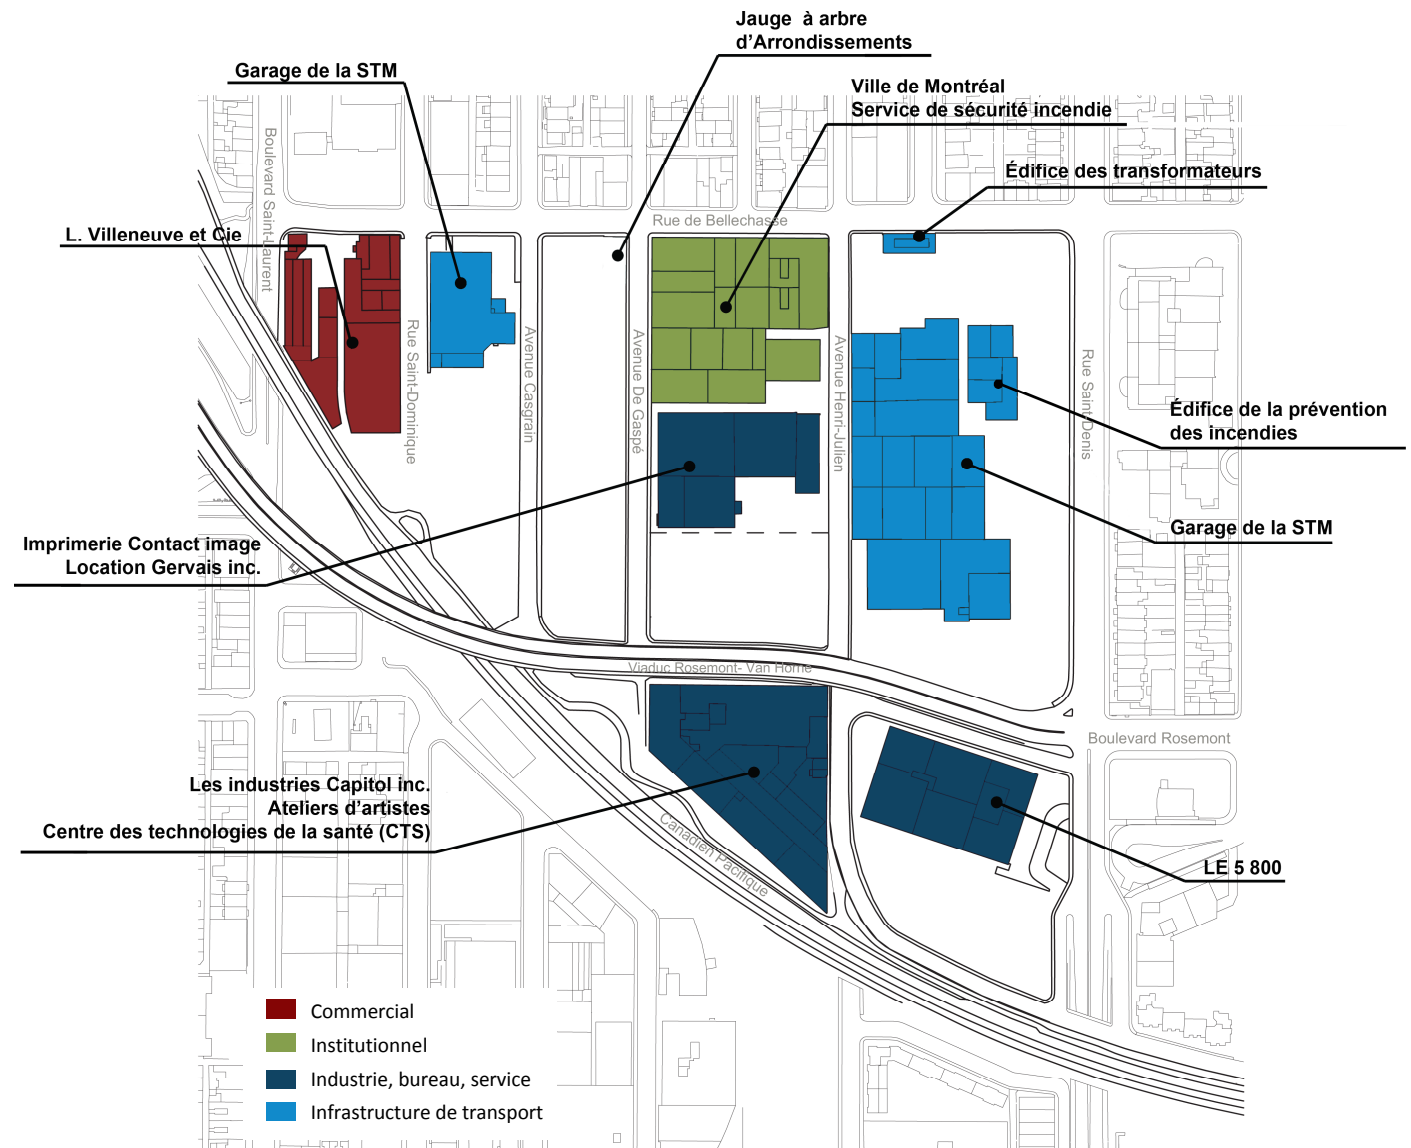 Jauge à arbre
d'Arrondissements
Garage de la STM
Ville de Montréal
Service de sécurité incendie
Édifice des transformateurs
Rue de Bellechasse
L. Villeneuve et Cie
Boulevard Saint-Laurent
Rue Saint-Dominique
Avenue Casgrain
Avenue De Gaspé
Avenue Henri-Julien
Rue Saint-Denis
Édifice de la prévention
des incendies
Garage de la STM
Imprimerie Contact image
Location Gervais inc.
Viaduc Rosemont- Van Horne
Boulevard Rosemont
Les industries Capitol inc.
Ateliers d'artistes
Centre des technologies de la santé (CTS)
Canadien Pacifique
LE 5 800
Commercial
Institutionnel
Industrie, bureau, service
Infrastructure de transport